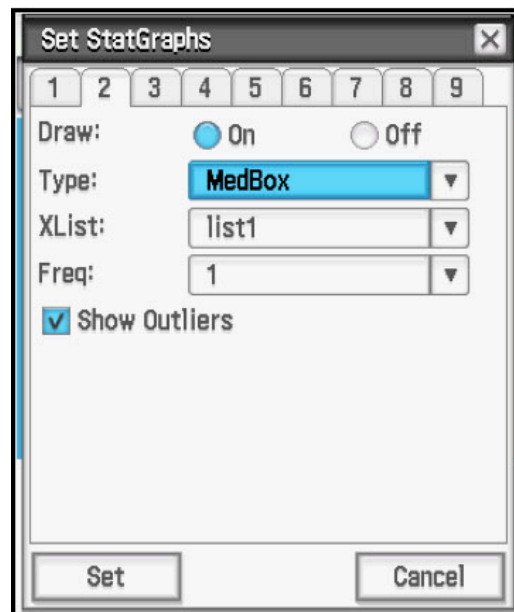 Set StatGraphs
1 2 3 4 5 6 7 8 9
Draw: On Off
Type: MedBox
XList: list1
Freq: 1
Show Outliers
Set Cancel